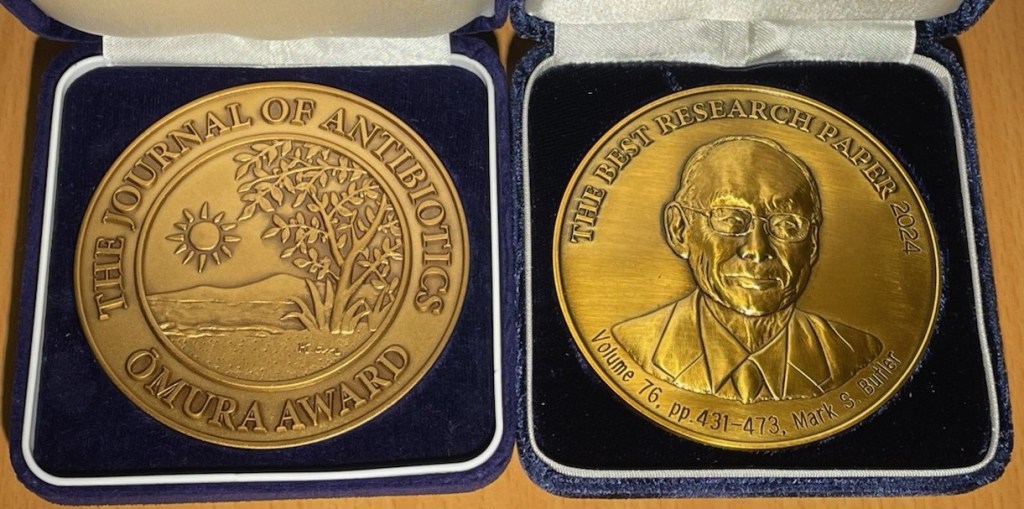 THE JOURNAL OF ANTIBIOTICS
ŌMURA AWARD
THE BEST RESEARCH PAPER 2024
Volume 76, pp.431-473, Mark S. Butler